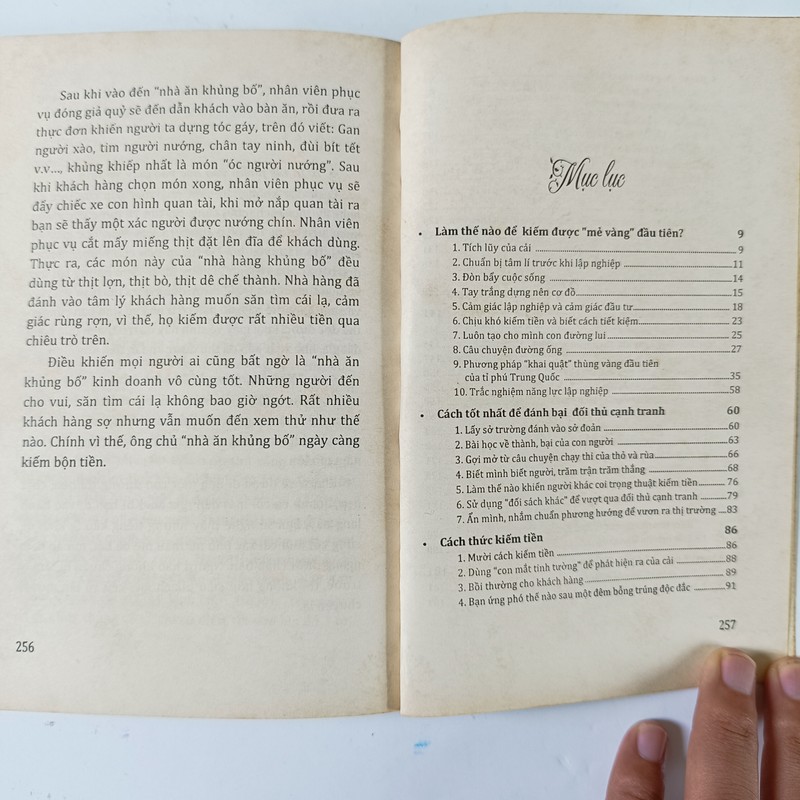 Sau khi vào đến “nhà ăn khủng bố”, nhân viên phục
vụ đóng giả quỷ sẽ đến dẫn khách vào bàn ăn, rồi đưa ra
thực đơn khiến người ta dựng tóc gáy, trên đó viết: Gan
người xào, tim người nướng, chân tay ninh, đùi bít tết
v.v..., khủng khiếp nhất là món “óc người nướng”. Sau
khi khách hàng chọn món xong, nhân viên phục vụ sẽ
đẩy chiếc xe con hình quan tài, khi mở nắp quan tài ra
bạn sẽ thấy một xác người được nướng chín. Nhân viên
phục vụ cắt mấy miếng thịt đặt lên đĩa để khách dùng.
Thực ra, các món này của “nhà hàng khủng bố” đều
dùng từ thịt lợn, thịt bò, thịt dê chế thành. Nhà hàng đã
đánh vào tâm lý khách hàng muốn săn tìm cái lạ, cảm
giác rùng rợn, vì thế, họ kiếm được rất nhiều tiền qua
chiêu trò trên.
Điều khiến mọi người ai cũng bất ngờ là “nhà ăn
khủng bố” kinh doanh vô cùng tốt. Những người đến
cho vui, săn tìm cái lạ không bao giờ ngớt. Rất nhiều
khách hàng sợ nhưng vẫn muốn đến xem thử như thế
nào. Chính vì thế, ông chủ “nhà ăn khủng bố” ngày càng
kiếm bộn tiền.
256
Mục lục
• Làm thế nào để kiếm được "mẻ vàng" đầu tiên? 9
1. Tích lũy của cải ........ 9
2. Chuẩn bị tâm lí trước khi lập nghiệp ........ 11
3. Đòn bẩy cuộc sống ........ 14
4. Tay trắng dựng nên cơ đồ ........ 15
5. Cảm giác lập nghiệp và cảm giác đầu tư ........ 18
6. Chịu khó kiếm tiền và biết cách tiết kiệm ........ 23
7. Luôn tạo cho mình con đường lui ........ 25
8. Câu chuyện đường ống ........ 27
9. Phương pháp "khai quật" thùng vàng đầu tiên
của tỉ phú Trung Quốc ........ 35
10. Trắc nghiệm năng lực lập nghiệp ........ 58
• Cách tốt nhất để đánh bại đối thủ cạnh tranh 60
1. Lấy sở trường đánh vào sở đoản ........ 60
2. Bài học về thành, bại của con người ........ 63
3. Gợi mở từ câu chuyện chạy thi của thỏ và rùa ........ 66
4. Biết mình biết người, trăm trận trăm thắng ........ 68
5. Làm thế nào khiến người khác coi trọng thuật kiếm tiền ........ 76
6. Sử dụng "đối sách khác" để vượt qua đối thủ cạnh tranh ........ 79
7. Ẩn mình, nhắm chuẩn phương hướng để vươn ra thị trường ........ 83
• Cách thức kiếm tiền 86
1. Mười cách kiếm tiền ........ 86
2. Dùng "con mắt tinh tường" để phát hiện ra của cải ........ 88
3. Bồi thường cho khách hàng ........ 89
4. Bạn ứng phó thế nào sau một đêm bỗng trúng độc đắc ........ 91
257